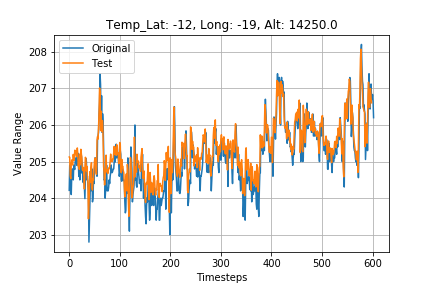 Temp_Lat: -12, Long: -19, Alt: 14250.0
Original
Test
208
207
206
205
204
203
Value Range
0 100 200 300 400 500 600
Timesteps